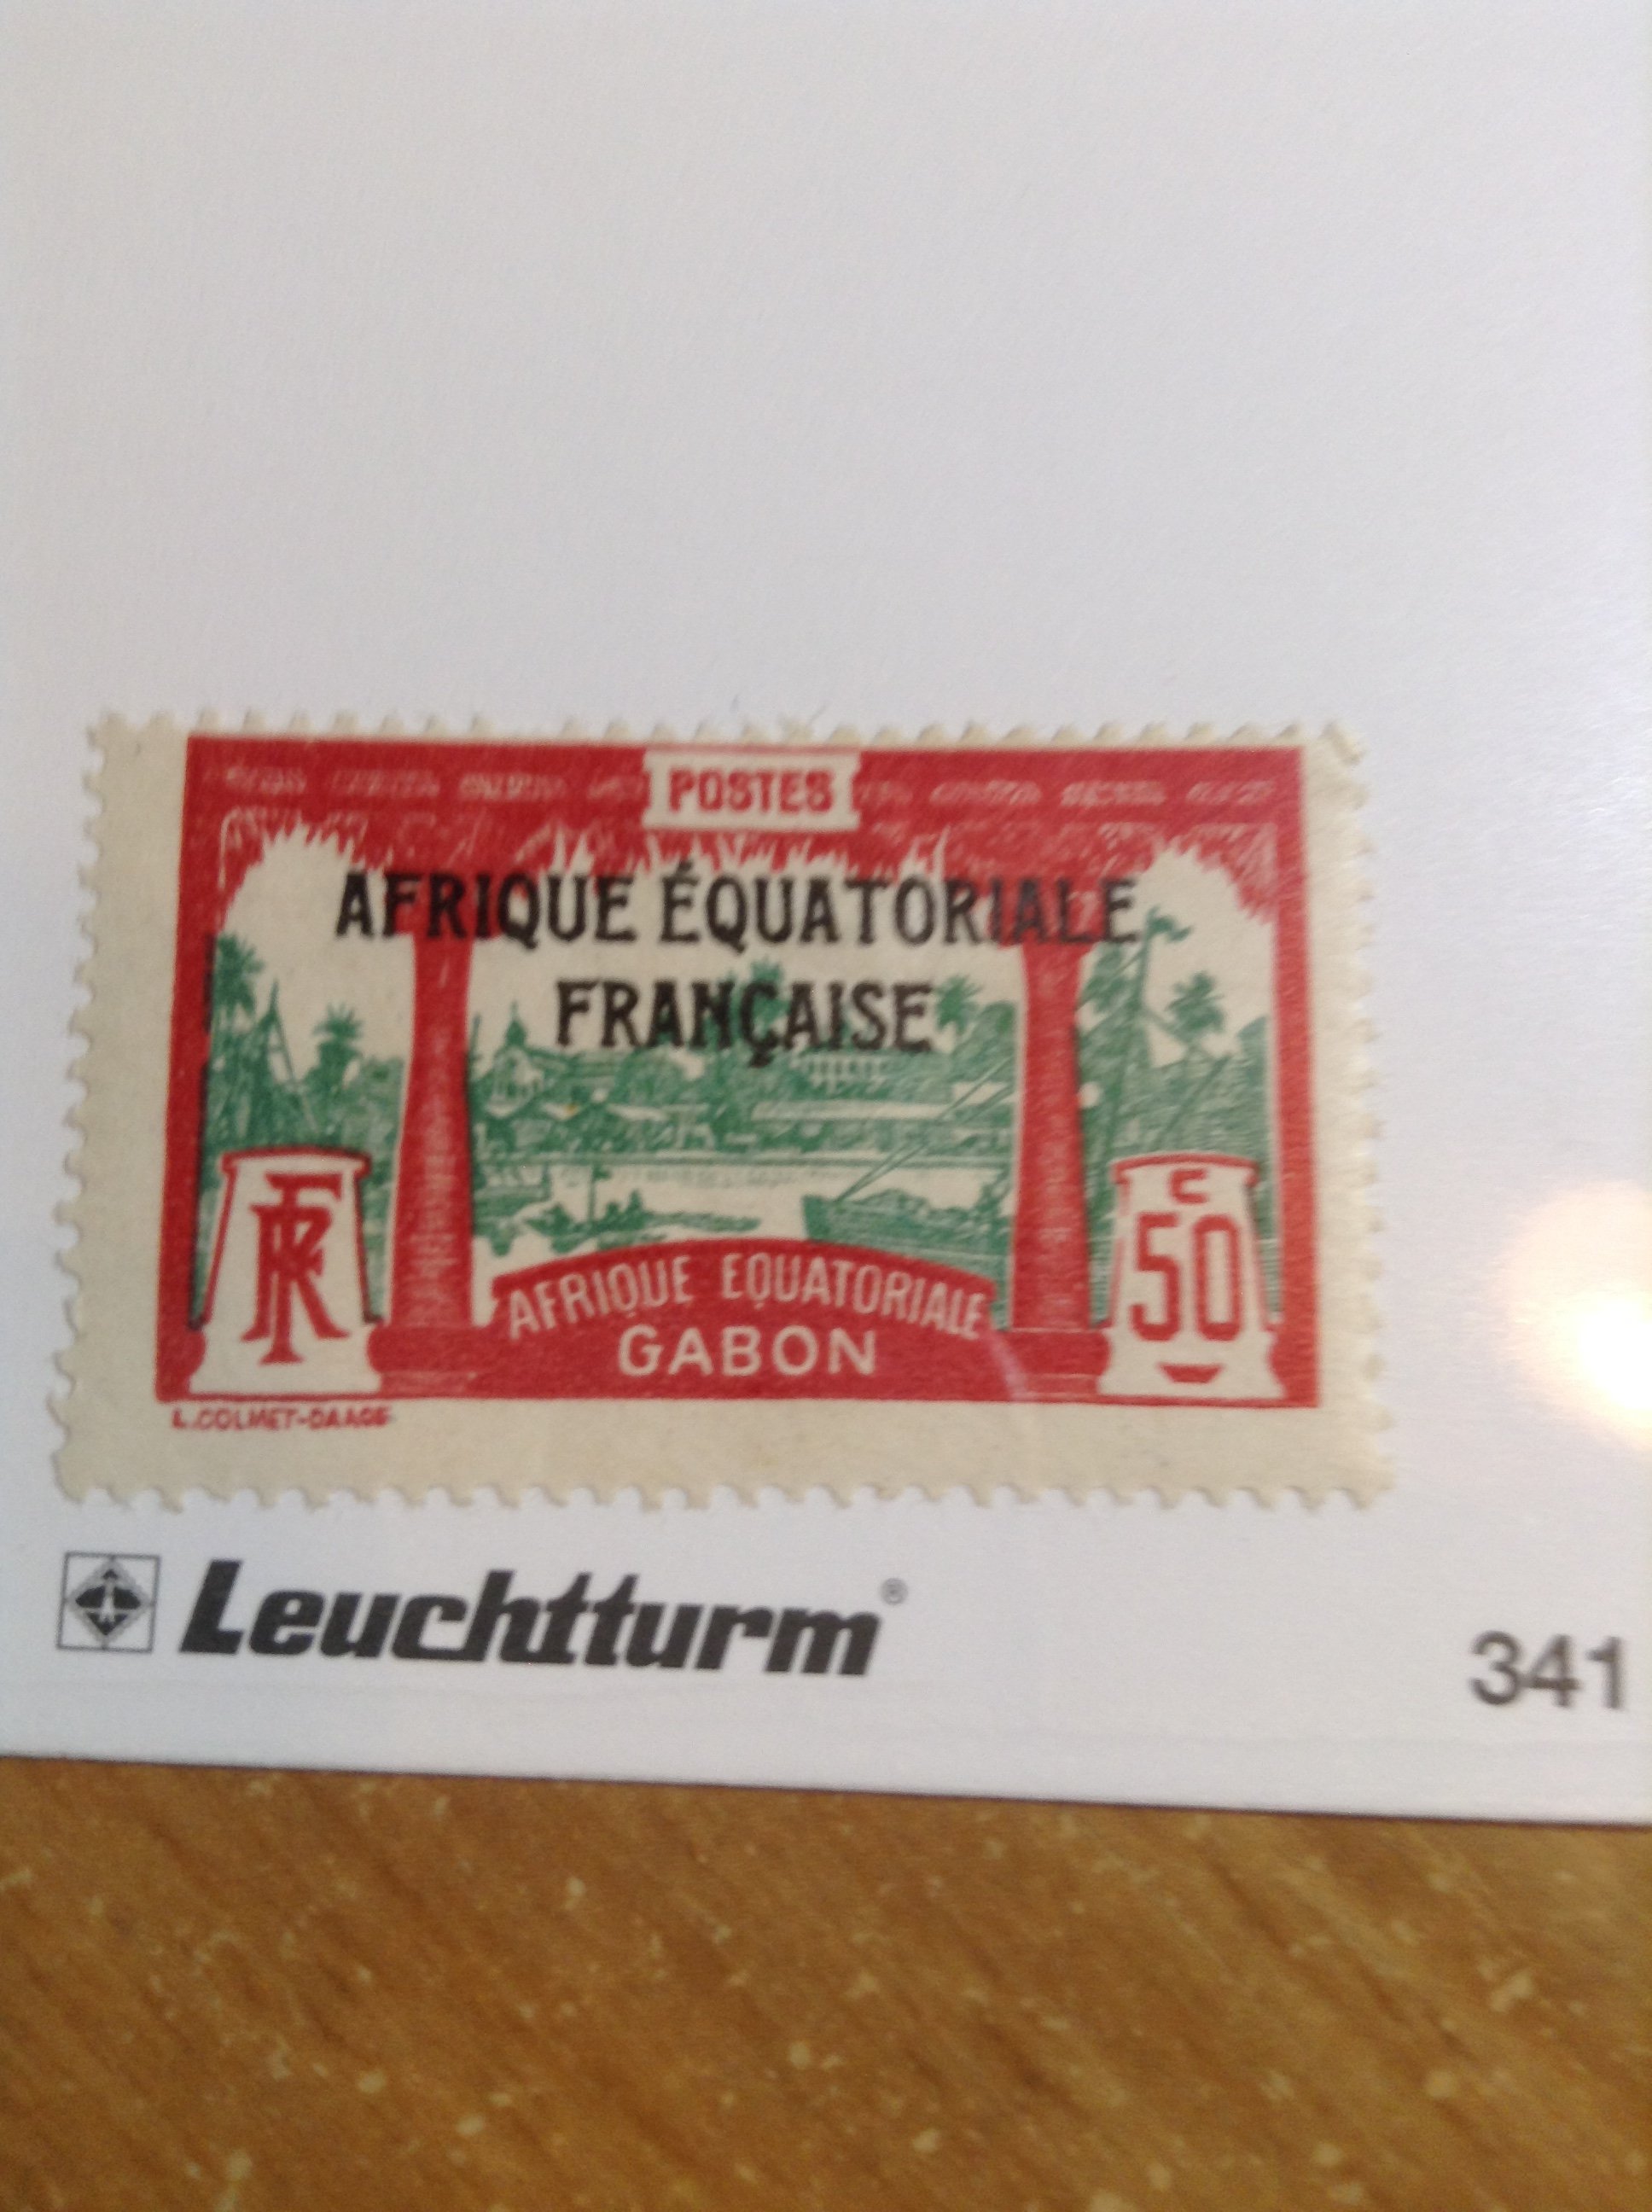 POSTES
AFRIQUE ÉQUATORIALE
FRANÇAISE
RF
C
50
AFRIQUE EQUATORIALE
GABON
L.COLMET-DAAGE
Leuchtturm®
341